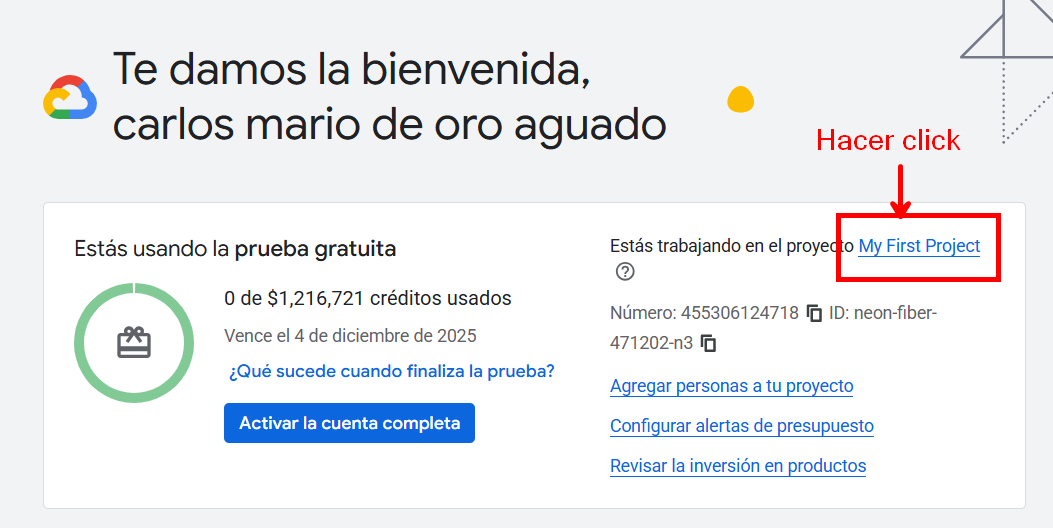 Te damos la bienvenida,
carlos mario de oro aguado
Hacer click
Estás usando la prueba gratuita
0 de $1,216,721 créditos usados
Vence el 4 de diciembre de 2025
¿Qué sucede cuando finaliza la prueba?
Activar la cuenta completa
Estás trabajando en el proyecto My First Project
Número: 455306124718 ID: neon-fiber-
471202-n3
Agregar personas a tu proyecto
Configurar alertas de presupuesto
Revisar la inversión en productos